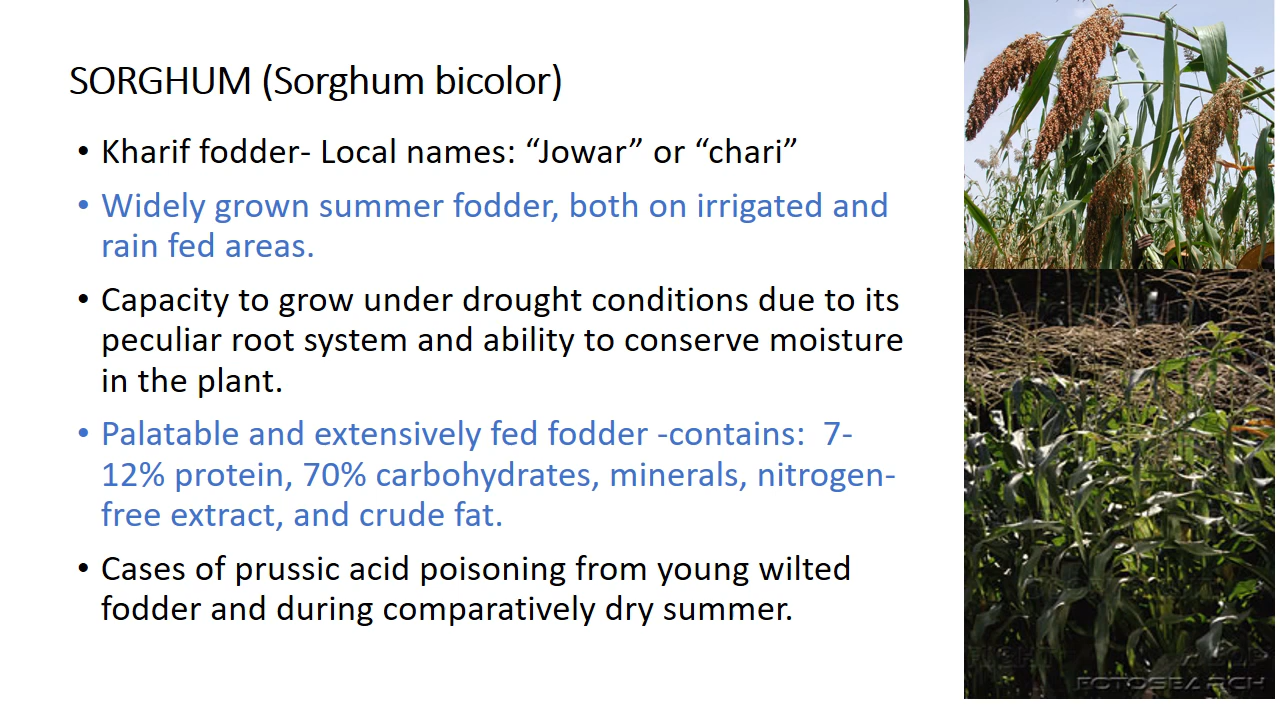 SORGHUM (Sorghum bicolor)
• Kharif fodder- Local names: “Jowar” or “chari”
• Widely grown summer fodder, both on irrigated and
rain fed areas.
• Capacity to grow under drought conditions due to its
peculiar root system and ability to conserve moisture
in the plant.
• Palatable and extensively fed fodder -contains:  7-
12% protein, 70% carbohydrates, minerals, nitrogen-
free extract, and crude fat.
• Cases of prussic acid poisoning from young wilted
fodder and during comparatively dry summer.
FOTOSEARCH